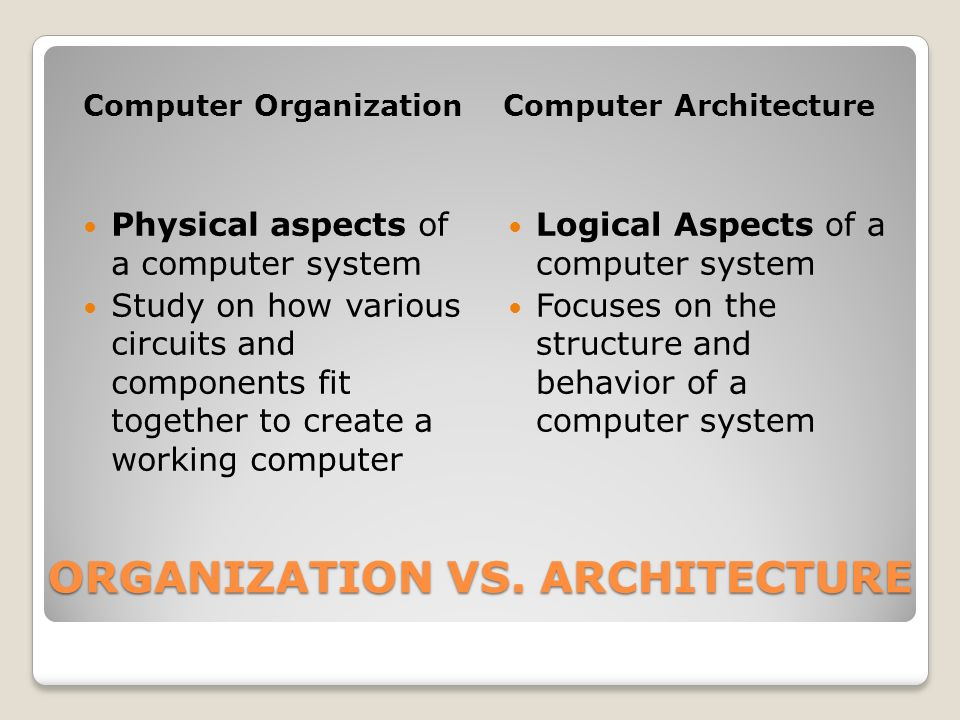 Computer Organization
Computer Architecture
Physical aspects of
a computer system
Study on how various
circuits and
components fit
together to create a
working computer
Logical Aspects of a
computer system
Focuses on the
structure and
behavior of a
computer system
ORGANIZATION VS. ARCHITECTURE